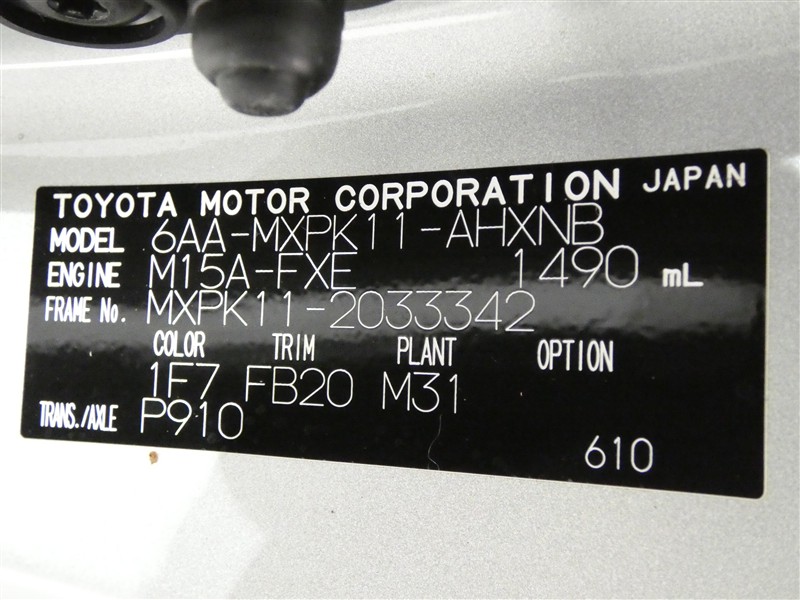 TOYOTA MOTOR CORPORATION JAPAN
MODEL 6AA-MXPK11-AHXNB
ENGINE M15A-FXE 1490 mL
FRAME No. MXPK11-2033342
COLOR TRIM PLANT OPTION
1F7 FB20 M31
TRANS./AXLE P910
610